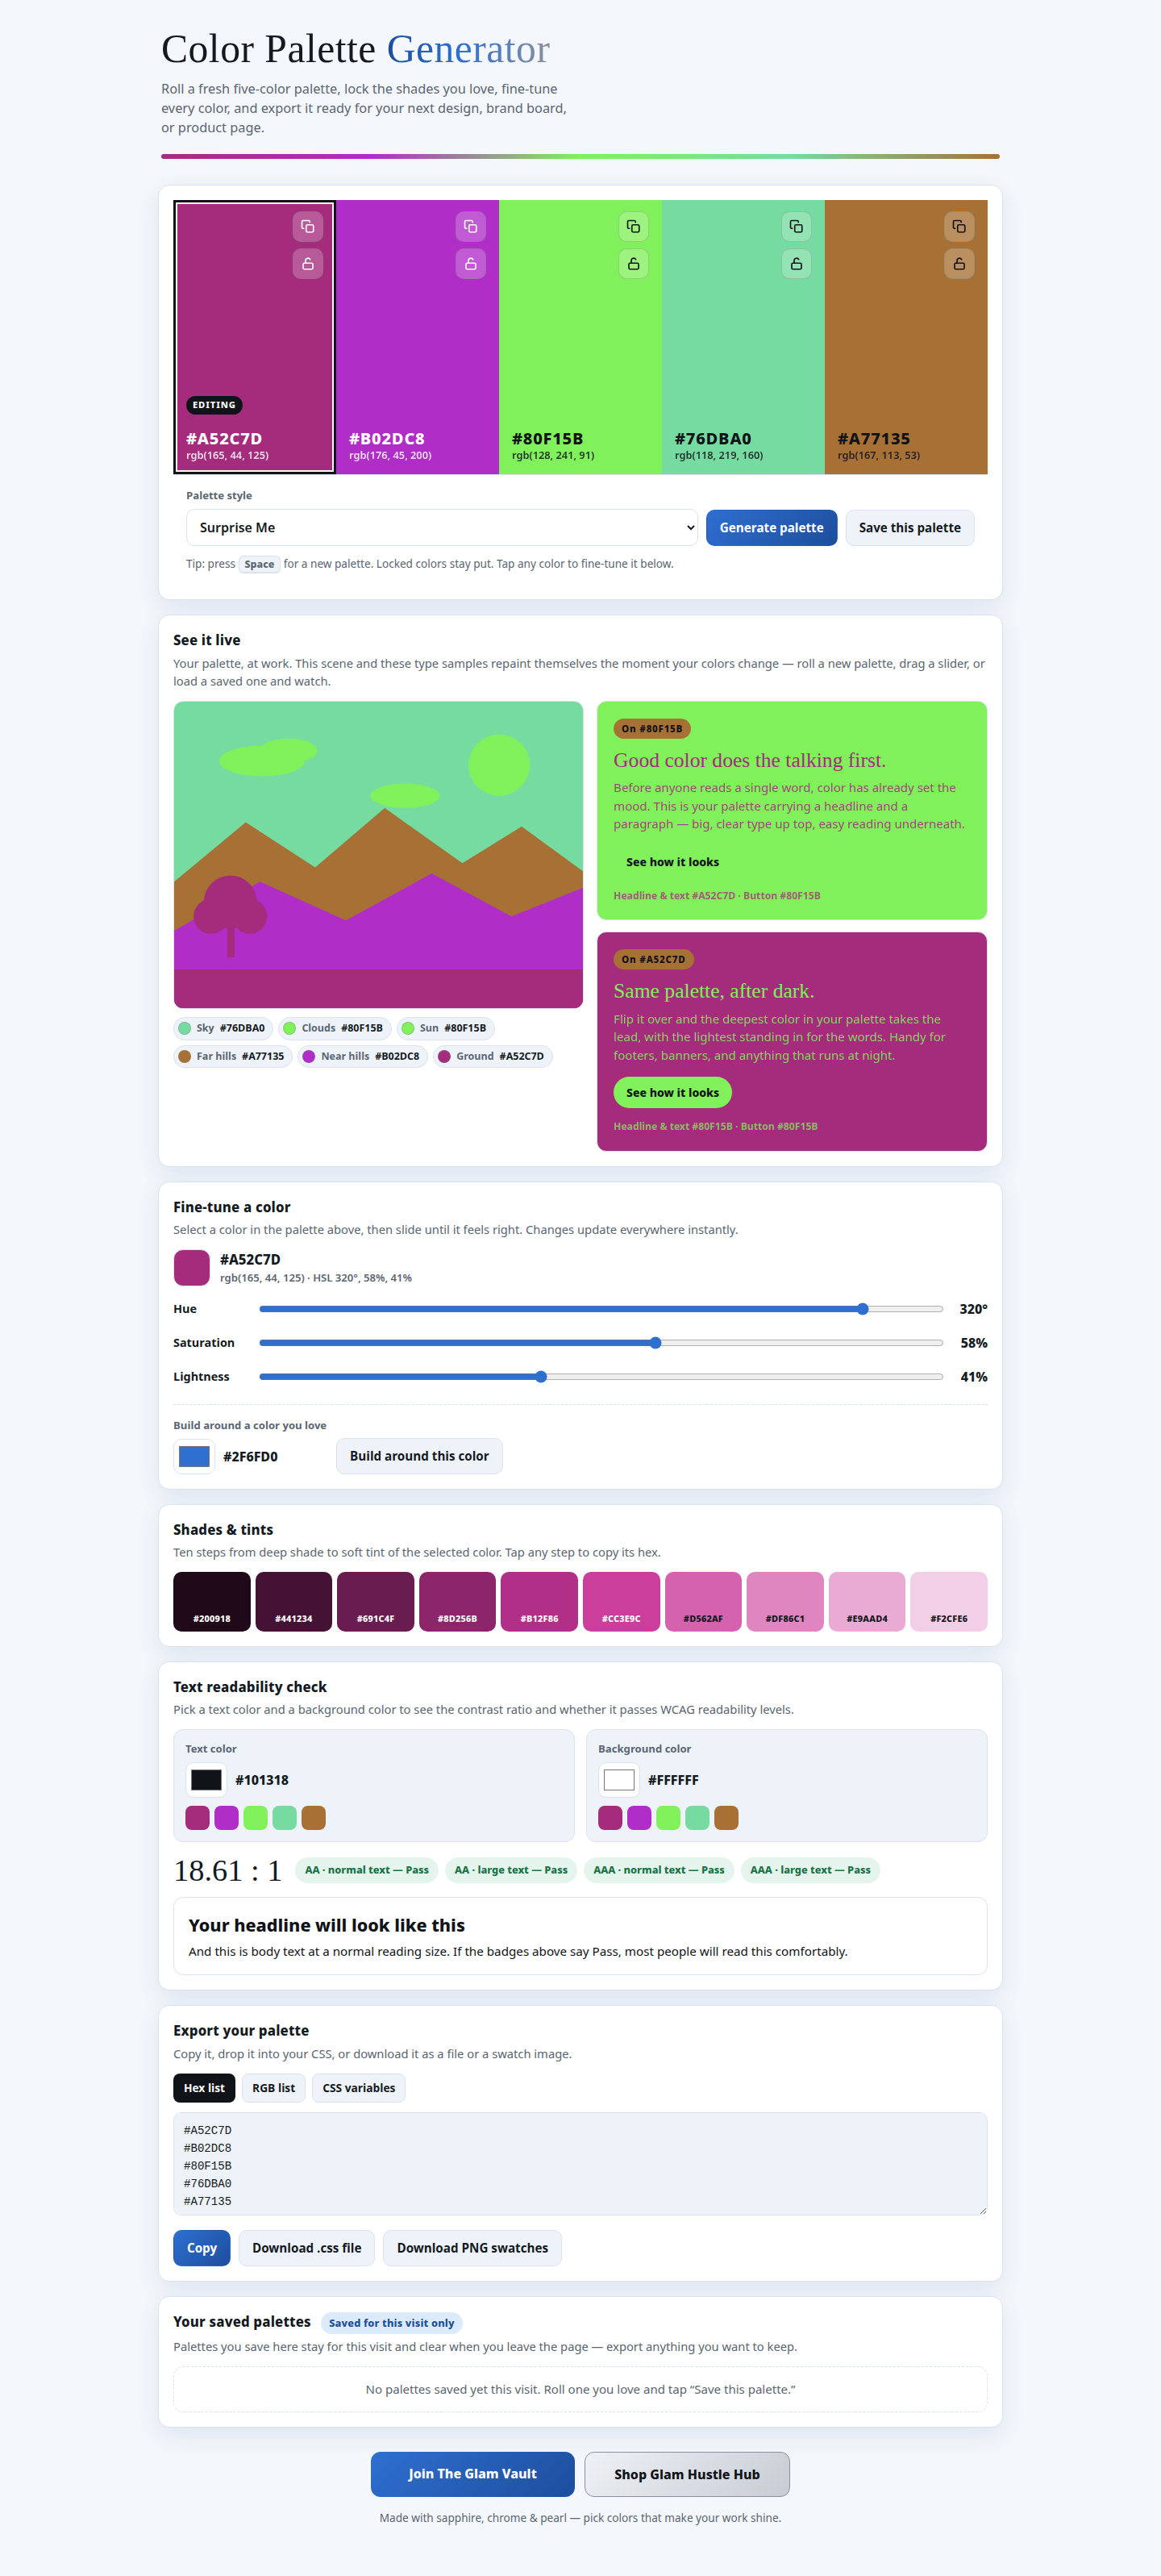 Color Palette Generator
Roll a fresh five-color palette, lock the shades you love, fine-tune
every color, and export it ready for your next design, brand board,
or product page.
EDITING
#A52C7D
rgb(165, 44, 125)
#B02DC8
rgb(176, 45, 200)
#80F15B
rgb(128, 241, 91)
#76DBA0
rgb(118, 219, 160)
#A77135
rgb(167, 113, 53)
Palette style
Surprise Me
Generate palette
Save this palette
Tip: press Space for a new palette. Locked colors stay put. Tap any color to fine-tune it below.
See it live
Your palette, at work. This scene and these type samples repaint themselves the moment your colors change — roll a new palette, drag a slider, or
load a saved one and watch.
Sky #76DBA0
Clouds #80F15B
Sun #80F15B
Far hills #A77135
Near hills #B02DC8
Ground #A52C7D
On #80F15B
Good color does the talking first.
Before anyone reads a single word, color has already set the
mood. This is your palette carrying a headline and a
paragraph — big, clear type up top, easy reading underneath.
See how it looks
Headline & text #A52C7D · Button #80F15B
On #A52C7D
Same palette, after dark.
Flip it over and the deepest color in your palette takes the
lead, with the lightest standing in for the words. Handy for
footers, banners, and anything that runs at night.
See how it looks
Headline & text #80F15B · Button #80F15B
Fine-tune a color
Select a color in the palette above, then slide until it feels right. Changes update everywhere instantly.
#A52C7D
rgb(165, 44, 125) · HSL 320°, 58%, 41%
Hue 320°
Saturation 58%
Lightness 41%
Build around a color you love
#2F6FD0
Build around this color
Shades & tints
Ten steps from deep shade to soft tint of the selected color. Tap any step to copy its hex.
#200918
#441234
#691C4F
#8D256B
#B12F86
#CC3E9C
#D562AF
#DF86C1
#E9AAD4
#F2CFE6
Text readability check
Pick a text color and a background color to see the contrast ratio and whether it passes WCAG readability levels.
Text color
#101318
Background color
#FFFFFF
18.61 : 1
AA · normal text — Pass
AA · large text — Pass
AAA · normal text — Pass
AAA · large text — Pass
Your headline will look like this
And this is body text at a normal reading size. If the badges above say Pass, most people will read this comfortably.
Export your palette
Copy it, drop it into your CSS, or download it as a file or a swatch image.
Hex list
RGB list
CSS variables
#A52C7D
#B02DC8
#80F15B
#76DBA0
#A77135
Copy
Download .css file
Download PNG swatches
Your saved palettes
Saved for this visit only
Palettes you save here stay for this visit and clear when you leave the page — export anything you want to keep.
No palettes saved yet this visit. Roll one you love and tap “Save this palette.”
Join The Glam Vault
Shop Glam Hustle Hub
Made with sapphire, chrome & pearl — pick colors that make your work shine.